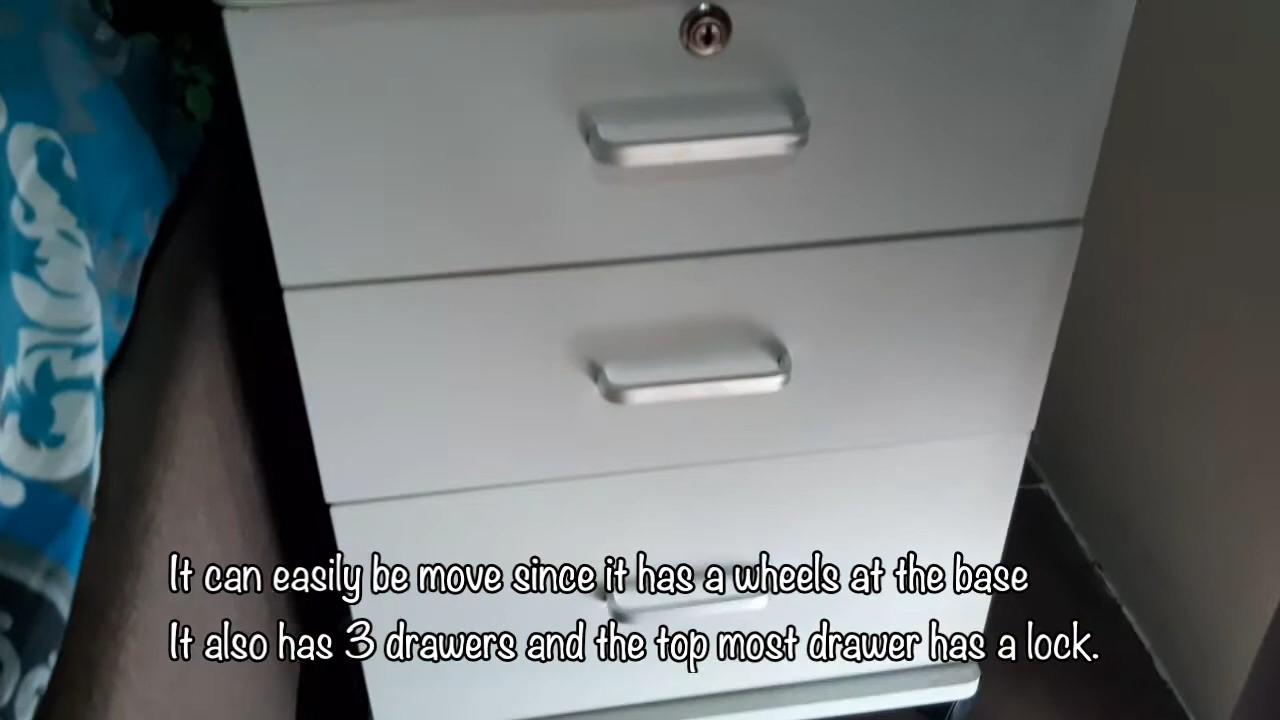 It can easily be move since it has a wheels at the base
It also has 3 drawers and the top most drawer has a lock.